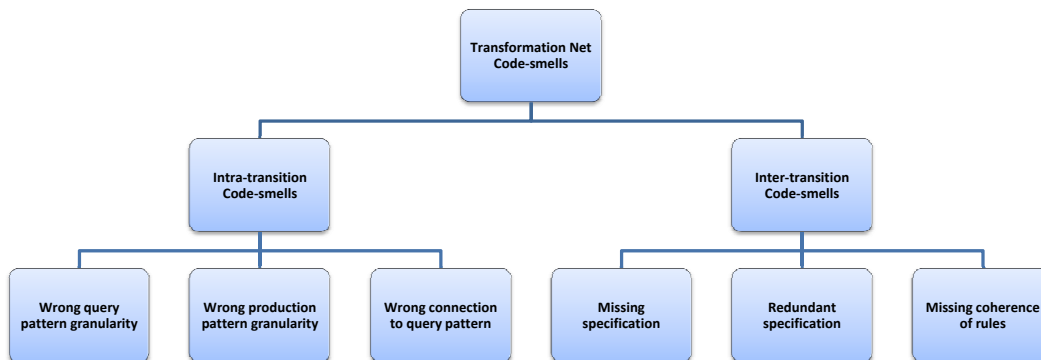 Transformation Net
Code-smells
Intra-transition
Code-smells
Inter-transition
Code-smells
Wrong query
pattern granularity
Wrong production
pattern granularity
Wrong connection
to query pattern
Missing
specification
Redundant
specification
Missing coherence
of rules